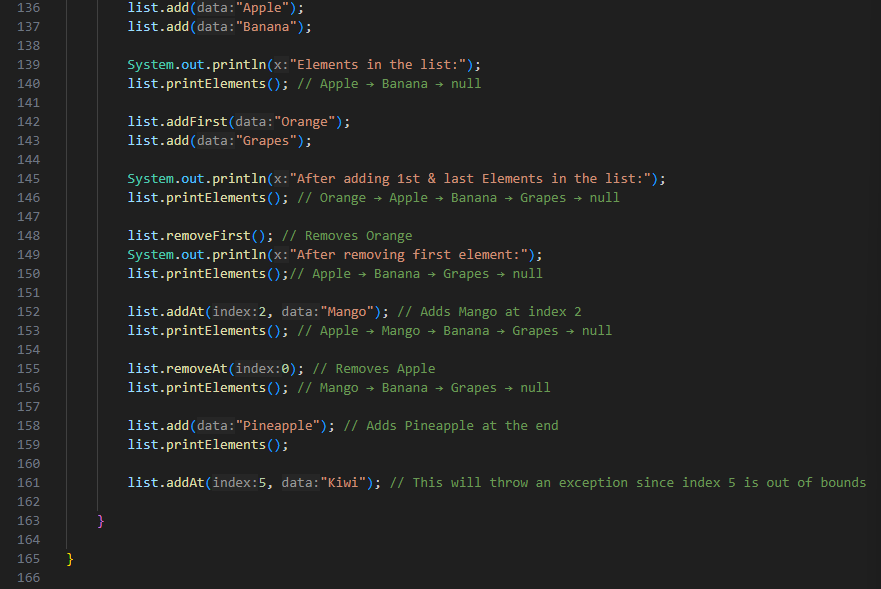 136 list.add(data:"Apple");
137 list.add(data:"Banana");
138
139 System.out.println(x:"Elements in the list:");
140 list.printElements(); // Apple → Banana → null
141
142 list.addFirst(data:"Orange");
143 list.add(data:"Grapes");
144
145 System.out.println(x:"After adding 1st & last Elements in the list:");
146 list.printElements(); // Orange → Apple → Banana → Grapes → null
147
148 list.removeFirst(); // Removes Orange
149 System.out.println(x:"After removing first element:");
150 list.printElements();// Apple → Banana → Grapes → null
151
152 list.addAt(index:2, data:"Mango"); // Adds Mango at index 2
153 list.printElements(); // Apple → Mango → Banana → Grapes → null
154
155 list.removeAt(index:0); // Removes Apple
156 list.printElements(); // Mango → Banana → Grapes → null
157
158 list.add(data:"Pineapple"); // Adds Pineapple at the end
159 list.printElements();
160
161 list.addAt(index:5, data:"Kiwi"); // This will throw an exception since index 5 is out of bounds
162
163 }
164
165 }
166